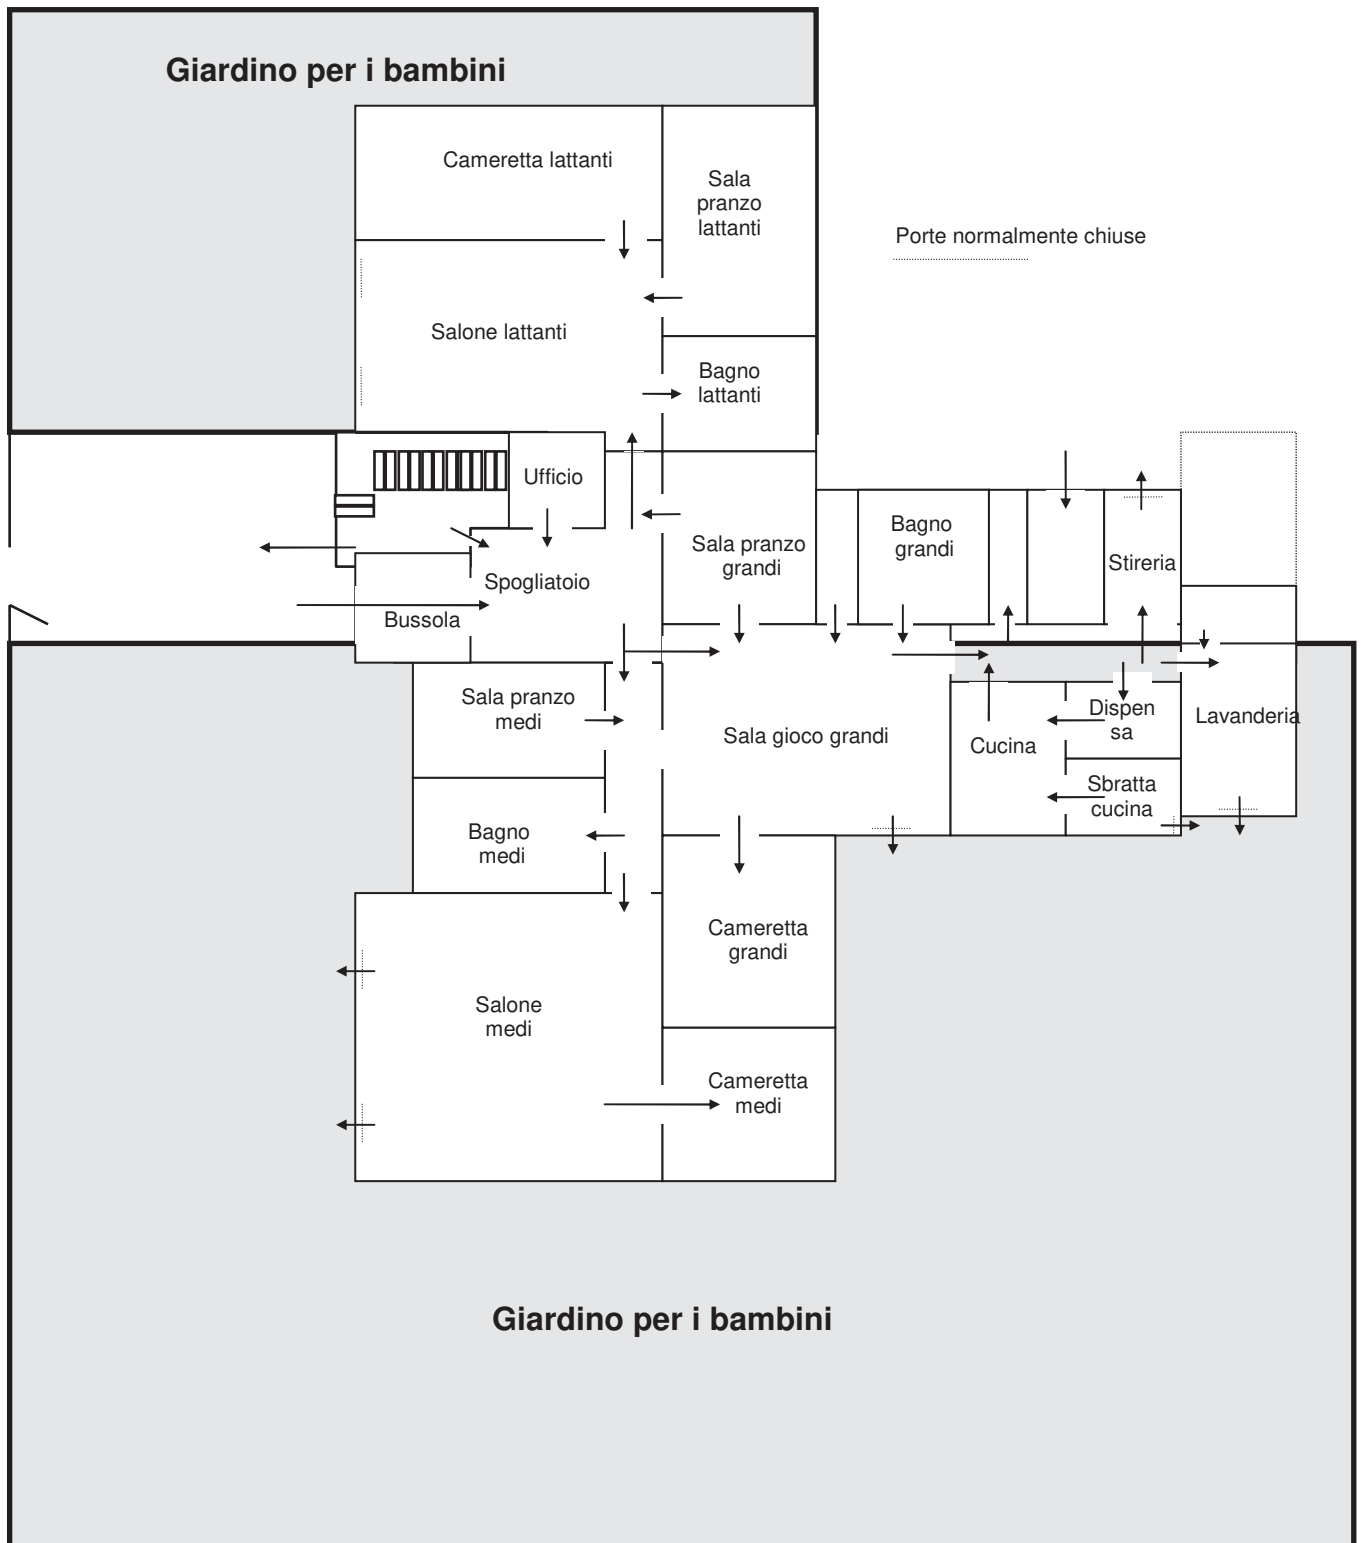 Giardino per i bambini
Cameretta lattanti
Sala
pranzo
lattanti
Porte normalmente chiuse
Salone lattanti
Bagno
lattanti
Ufficio
Bagno
grandi
Sala pranzo
grandi
Stireria
Spogliatoio
Bussola
Sala pranzo
medi
Sala gioco grandi
Cucina
Dispen
sa
Lavanderia
Sbratta
cucina
Bagno
medi
Cameretta
grandi
Salone
medi
Cameretta
medi
Giardino per i bambini